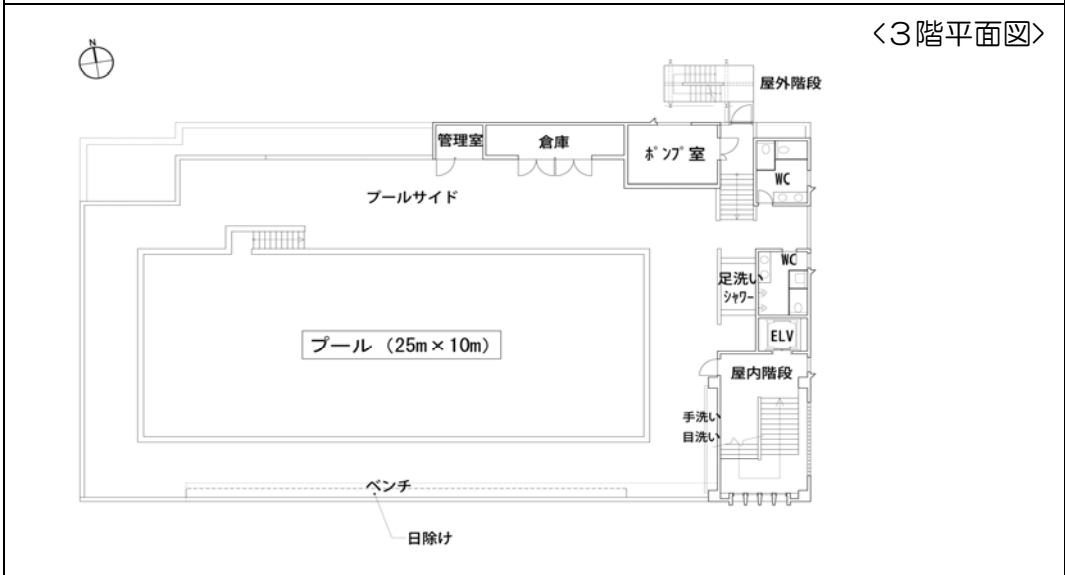 <3階平面図>
N
屋外階段
管理室
倉庫
ポンプ室
WC
プールサイド
WC
足洗い
シャワー
プール（25m×10m）
ELV
屋内階段
手洗い
目洗い
ベンチ
日除け